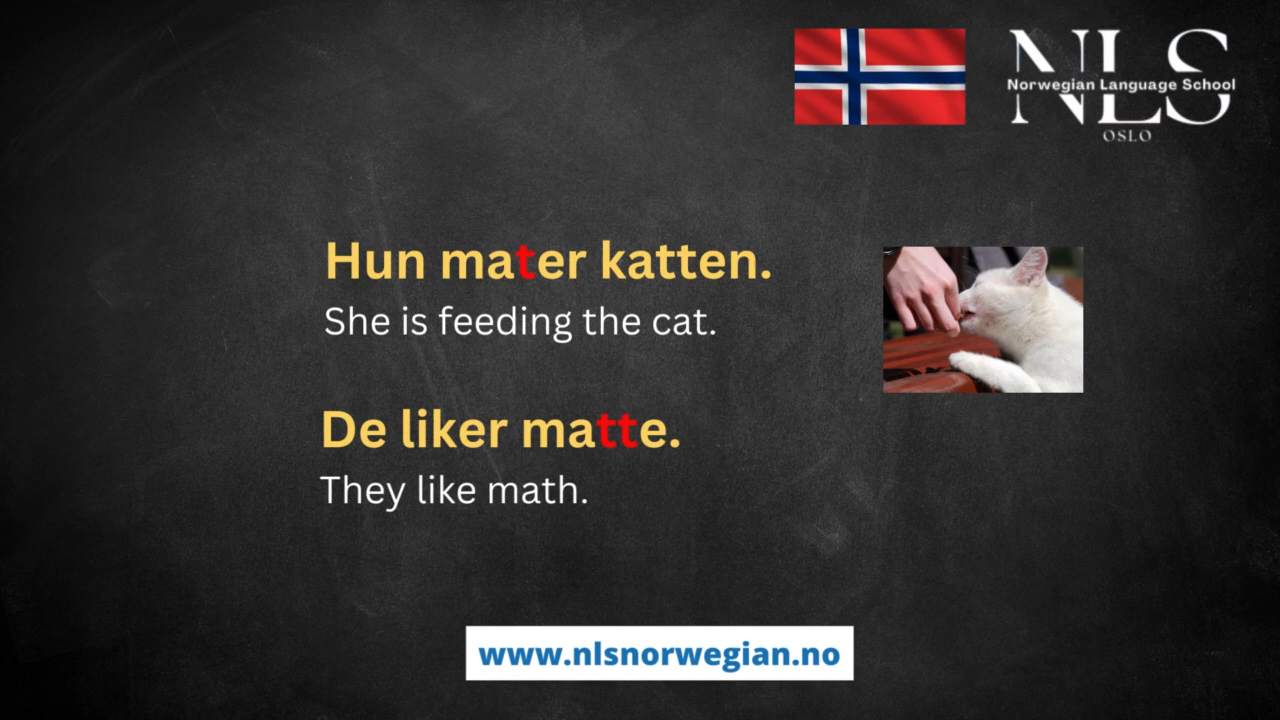 NLS
Norwegian Language School
OSLO
Hun mater katten.
She is feeding the cat.
De liker matte.
They like math.
www.nlsnorwegian.no